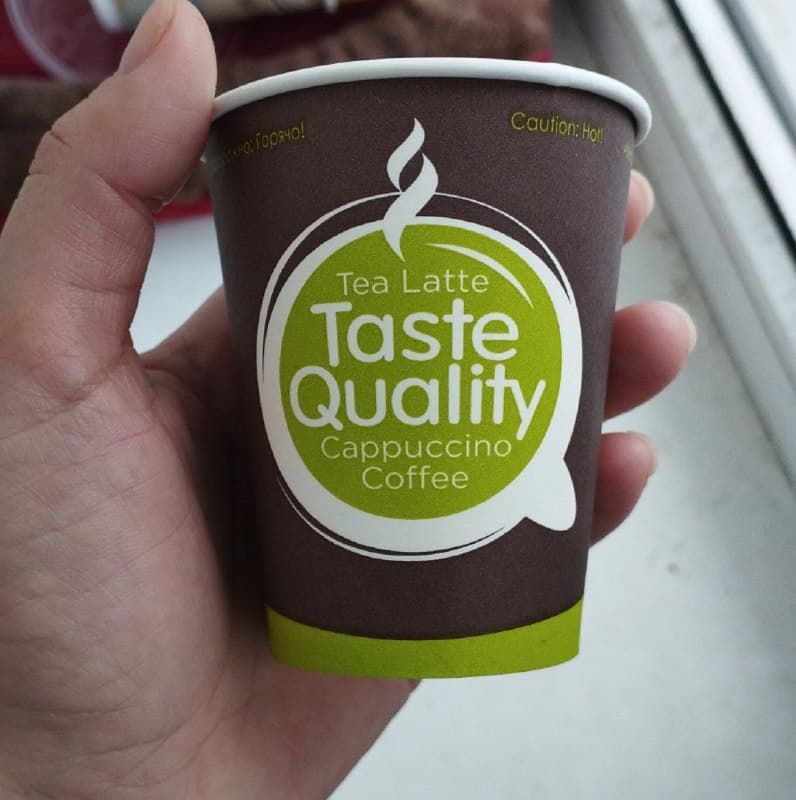 Горячо!
Caution: Hot!
Tea Latte
Taste
Quality
Cappuccino
Coffee